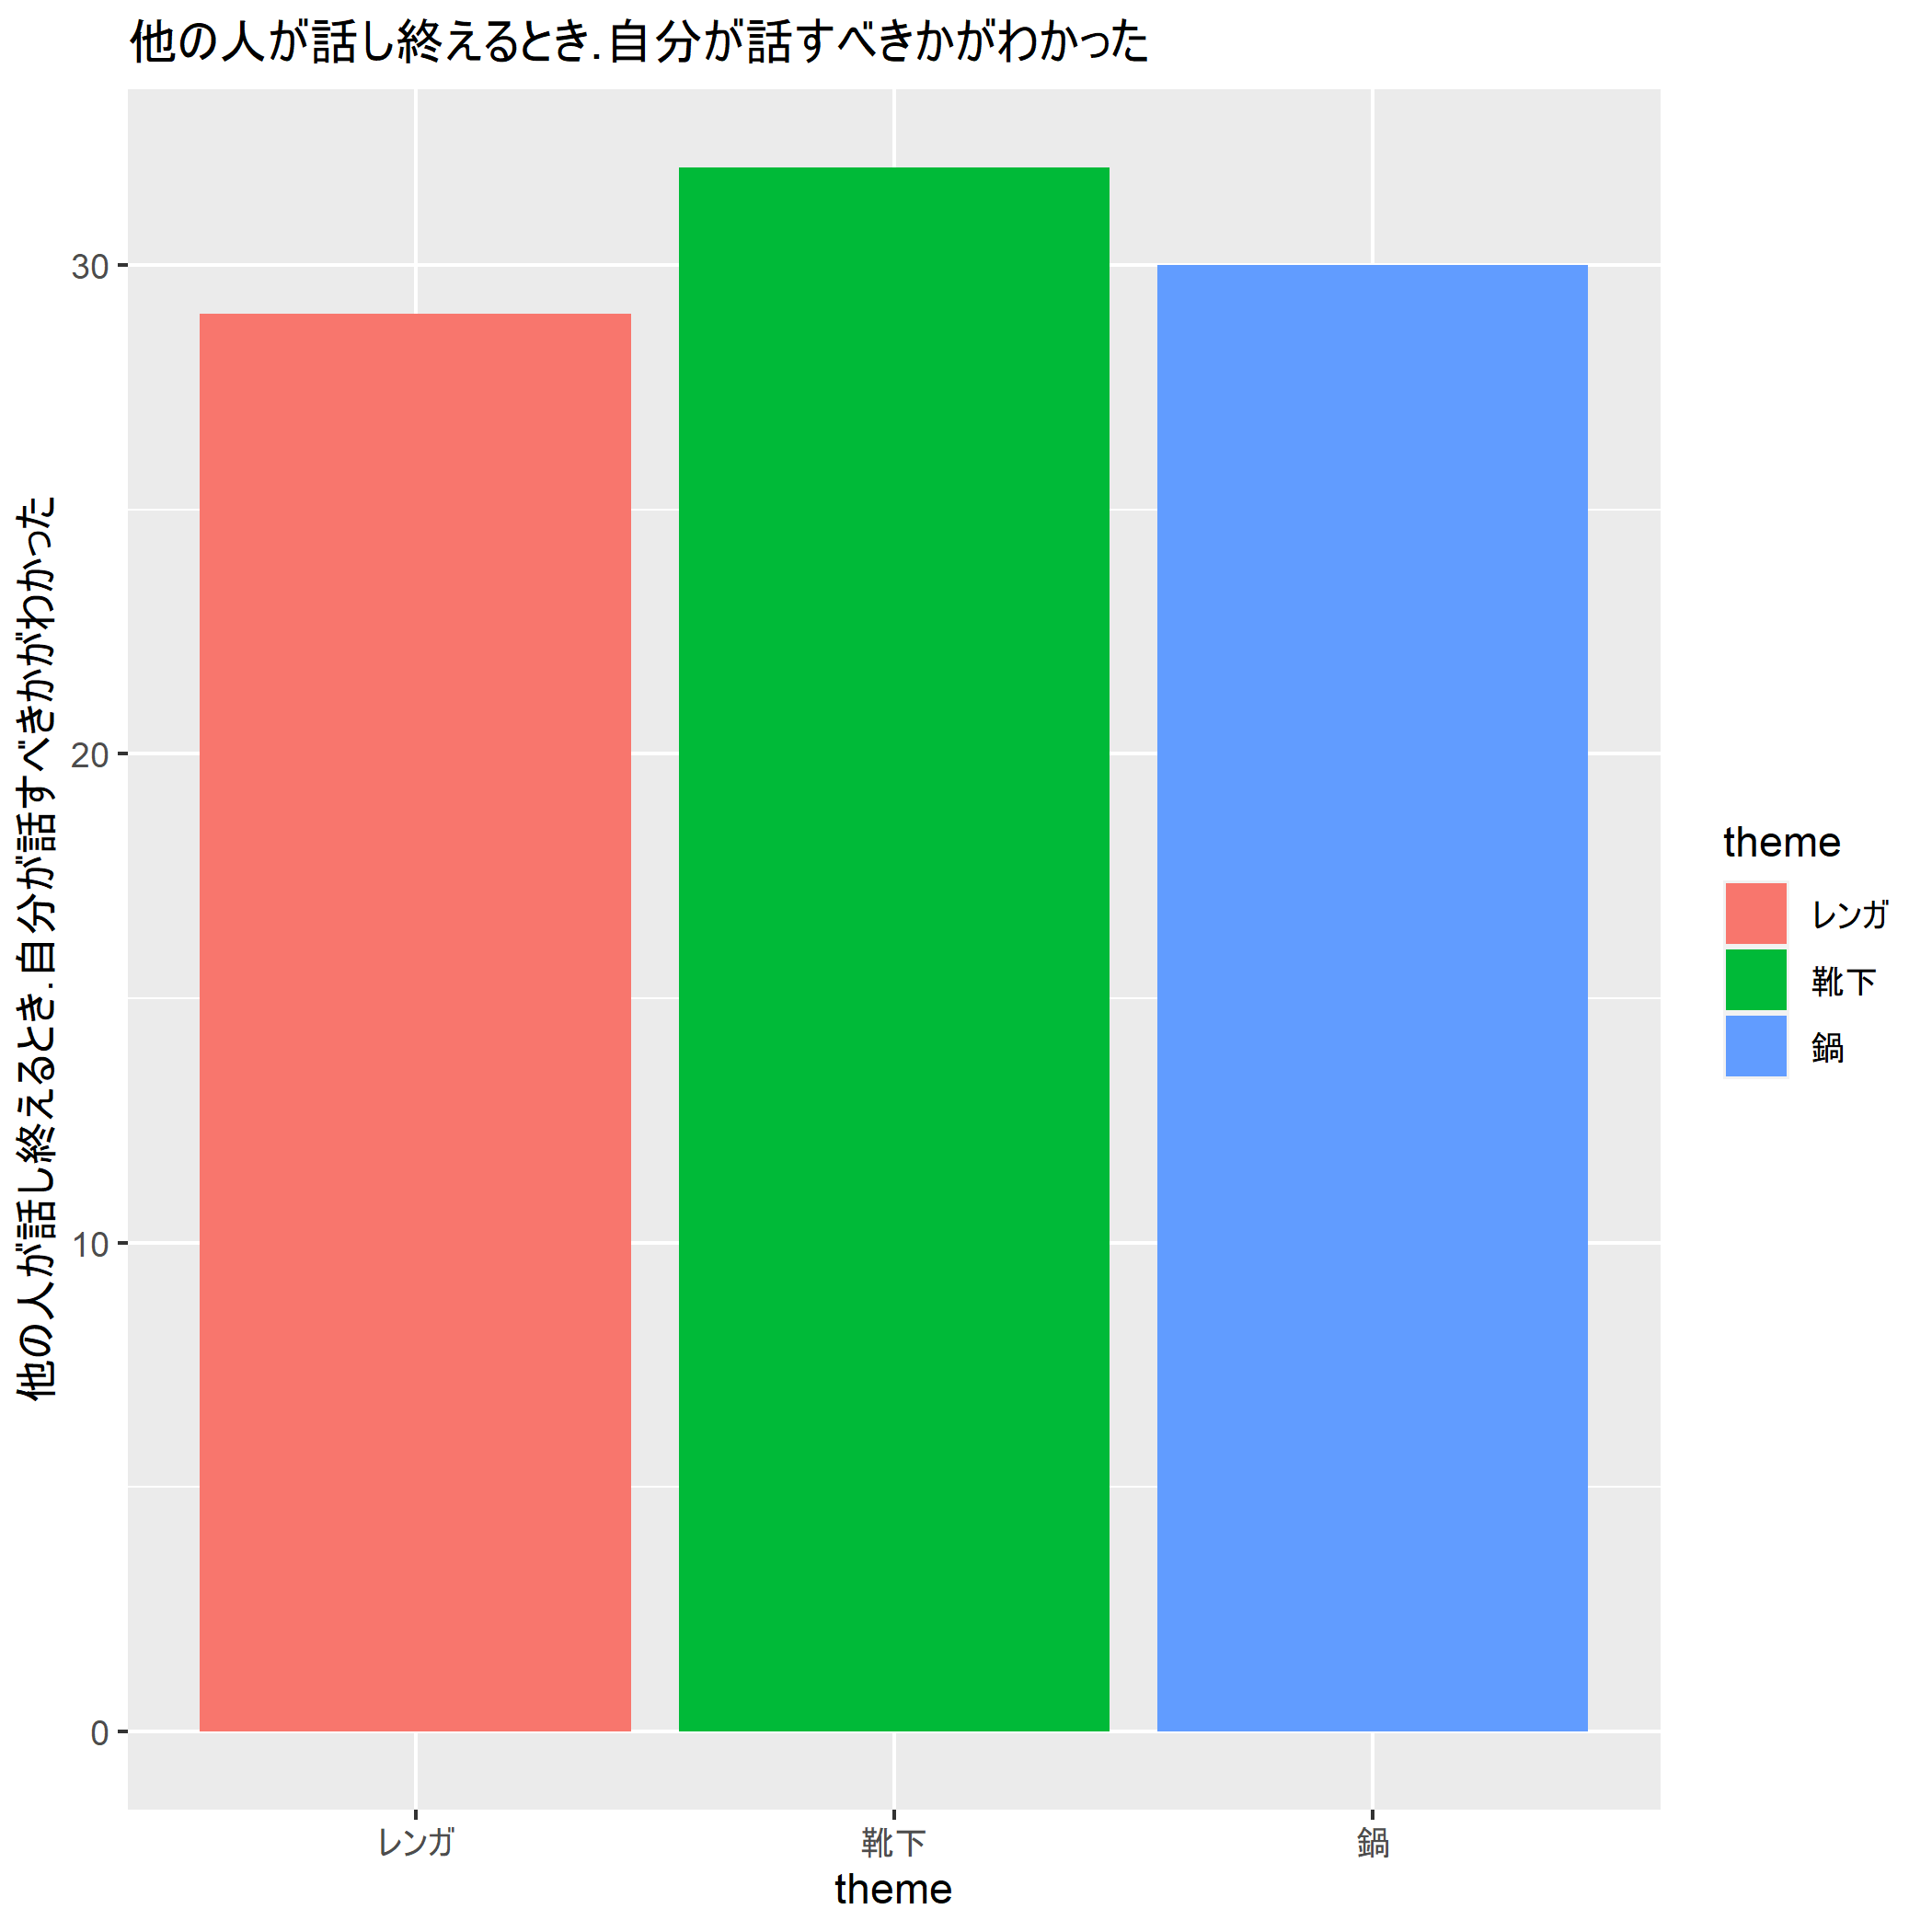 他の人が話し終えるとき.自分が話すべきかがわかった
他の人が話し終えるとき.自分が話すべきかがわかった
30
20
10
0
レンガ 靴下 鍋
theme
theme
レンガ
靴下
鍋